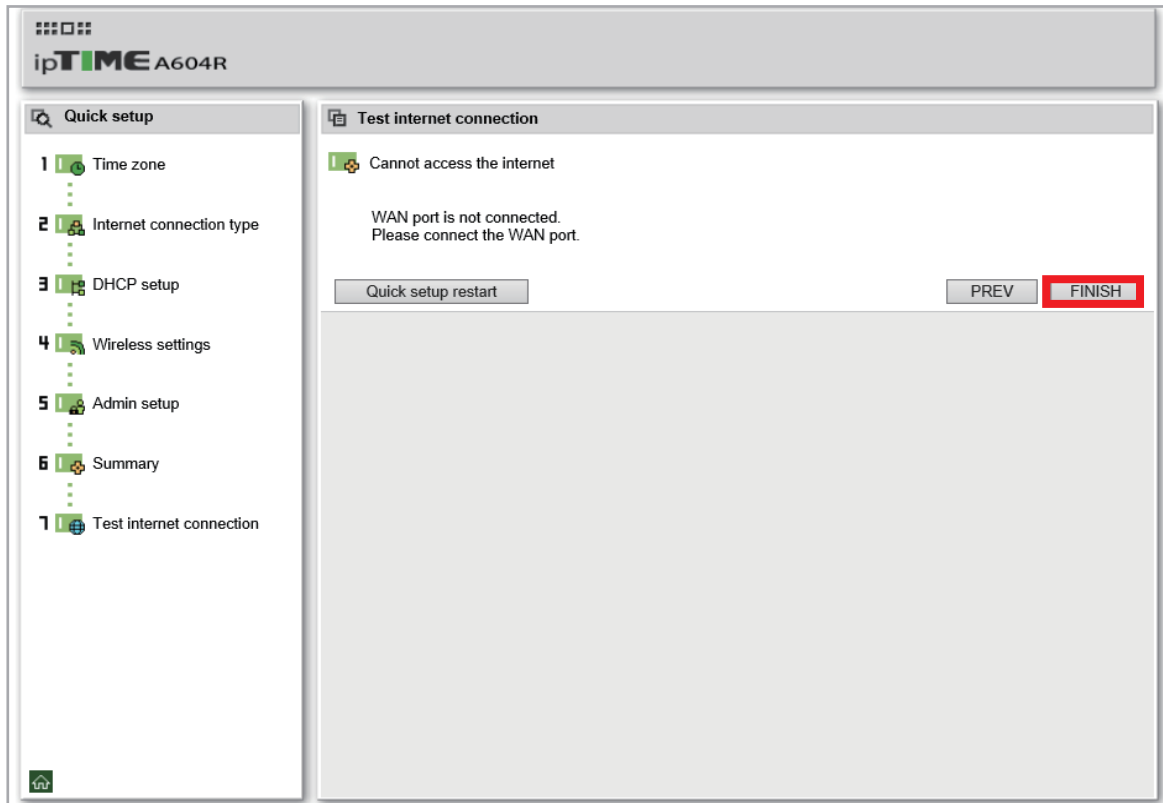 ipTIME A604R
Quick setup
1 Time zone
2 Internet connection type
3 DHCP setup
4 Wireless settings
5 Admin setup
6 Summary
7 Test internet connection
Test internet connection
Cannot access the internet
WAN port is not connected.
Please connect the WAN port.
Quick setup restart
PREV
FINISH